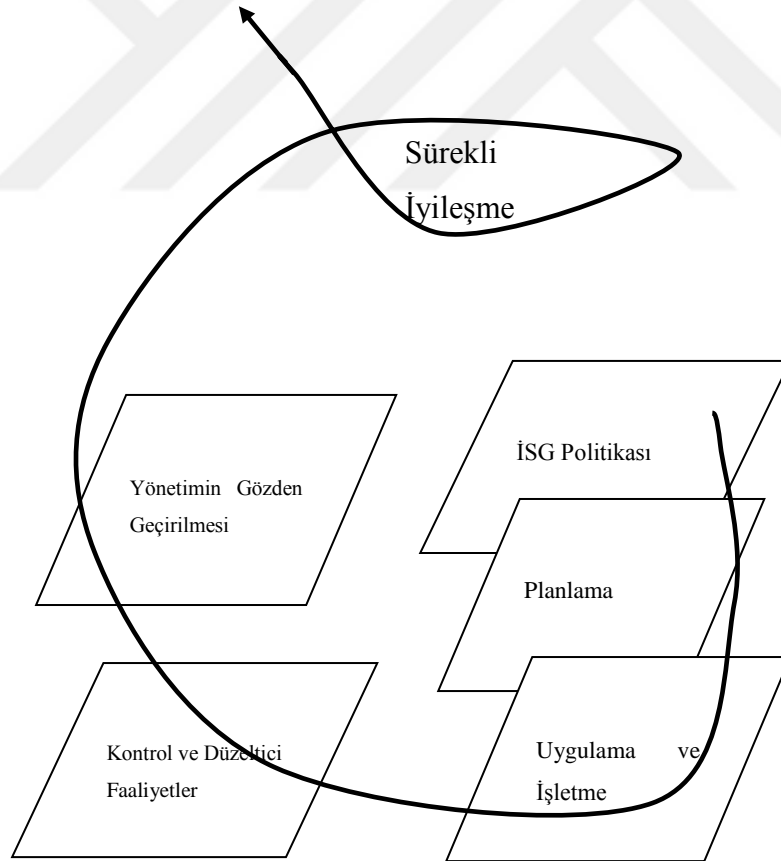 Sürekli
İyileşme
İSG Politikası
Yönetimin Gözden
Geçirilmesi
Planlama
Kontrol ve Düzeltici
Faaliyetler
Uygulama ve
İşletme